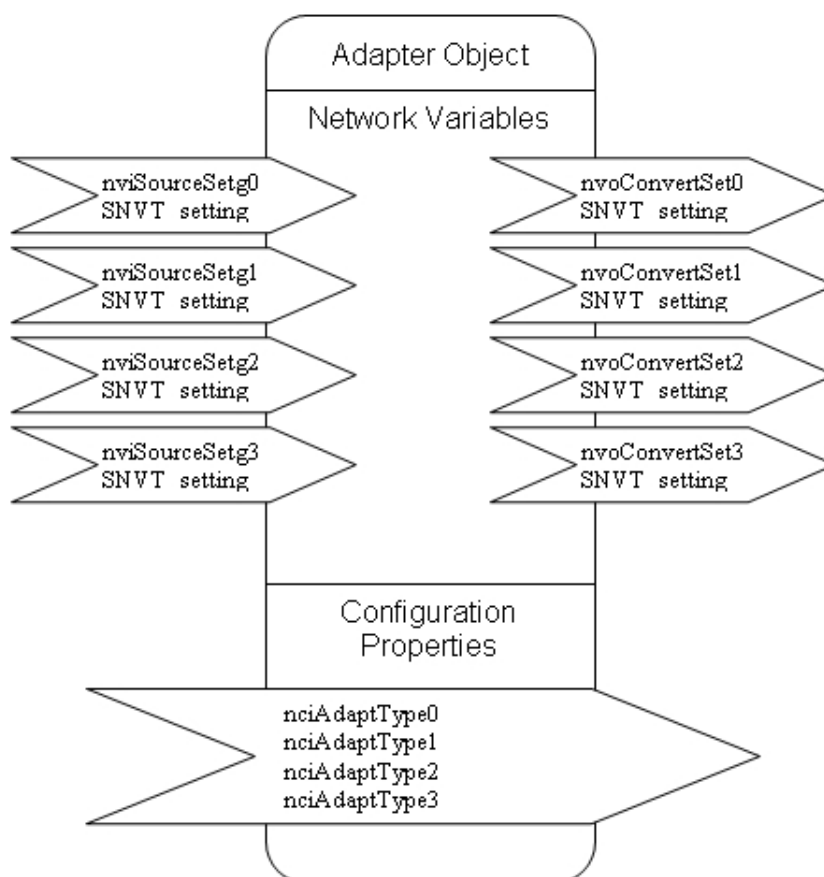 Adapter Object
Network Variables
nviSourceSetg0
SNVT setting
nvoConvertSet0
SNVT setting
nviSourceSetg1
SNVT setting
nvoConvertSet1
SNVT setting
nviSourceSetg2
SNVT setting
nvoConvertSet2
SNVT setting
nviSourceSetg3
SNVT setting
nvoConvertSet3
SNVT setting
Configuration
Properties
nciAdaptType0
nciAdaptType1
nciAdaptType2
nciAdaptType3